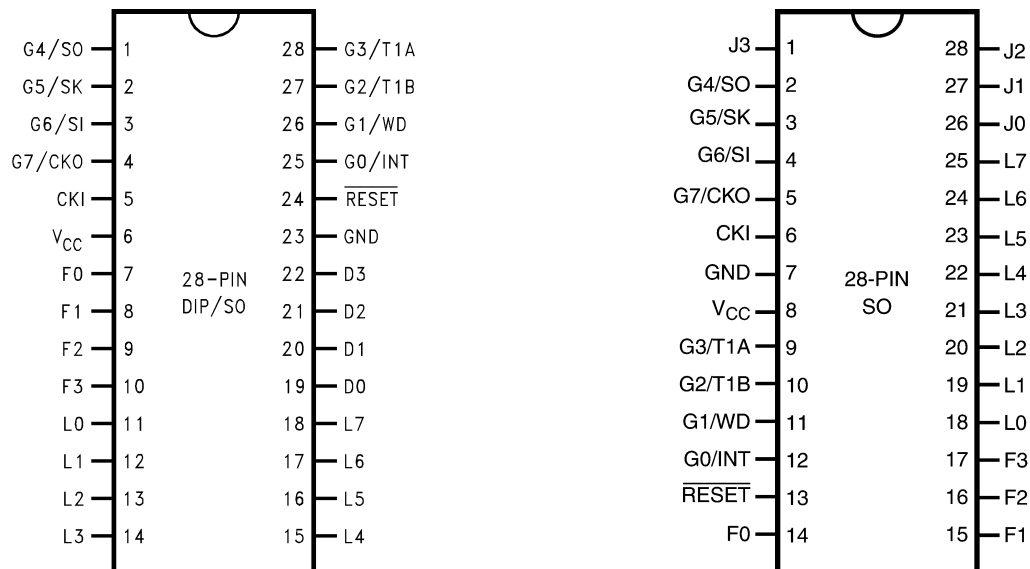 G4/SO 1 28 G3/T1A
G5/SK 2 27 G2/T1B
G6/SI 3 26 G1/WD
G7/CKO 4 25 G0/INT
CKI 5 24 RESET
VCC 6 23 GND
F0 7 22 D3
F1 8 21 D2
F2 9 20 D1
F3 10 19 D0
L0 11 18 L7
L1 12 17 L6
L2 13 16 L5
L3 14 15 L4
28-PIN
DIP/SO
J3 1 28 J2
G4/SO 2 27 J1
G5/SK 3 26 J0
G6/SI 4 25 L7
G7/CKO 5 24 L6
CKI 6 23 L5
GND 7 22 L4
VCC 8 21 L3
G3/T1A 9 20 L2
G2/T1B 10 19 L1
G1/WD 11 18 L0
G0/INT 12 17 F3
RESET 13 16 F2
F0 14 15 F1
28-PIN
SO